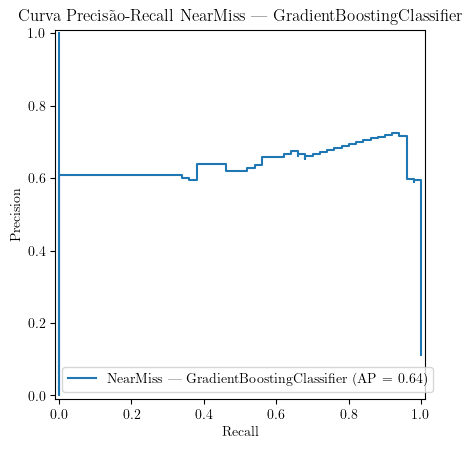 Curva Precisão-Recall NearMiss — GradientBoostingClassifier
1.0
0.8
0.6
0.4
0.2
0.0
Precision
NearMiss — GradientBoostingClassifier (AP = 0.64)
0.0 0.2 0.4 0.6 0.8 1.0
Recall